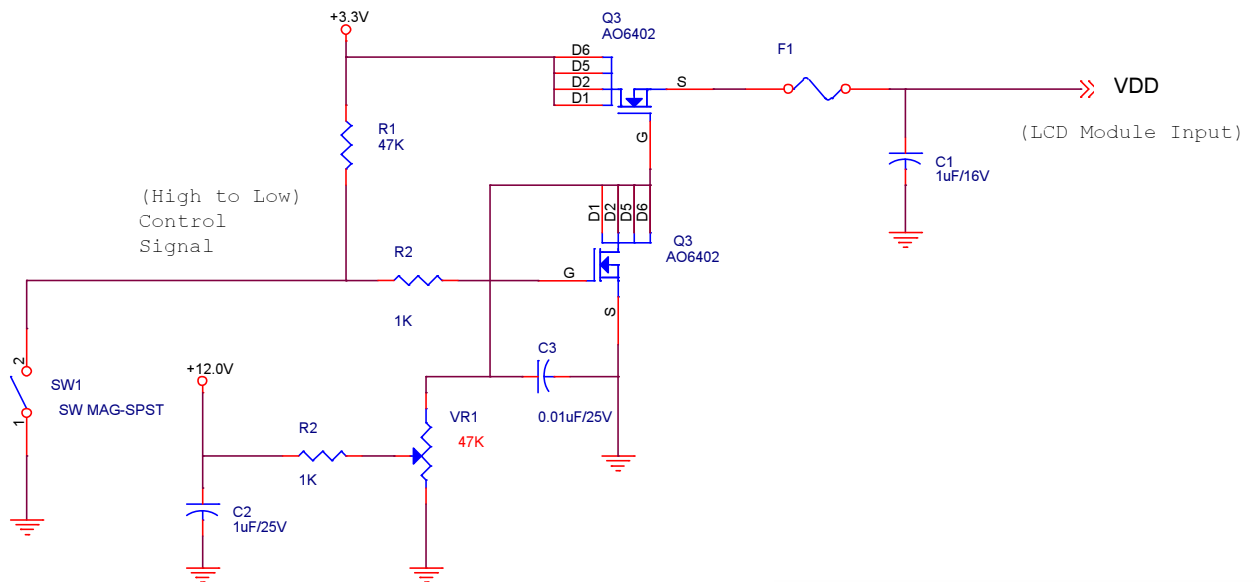 +3.3V
Q3
AO6402
D6
D5
D2
D1
S
G
F1
VDD
(LCD Module Input)
C1
1uF/16V
R1
47K
(High to Low)
Control
Signal
D1
D2
D5
D6
Q3
AO6402
R2
1K
G
S
2
1
SW1
SW MAG-SPST
+12.0V
C3
0.01uF/25V
VR1
47K
R2
1K
C2
1uF/25V